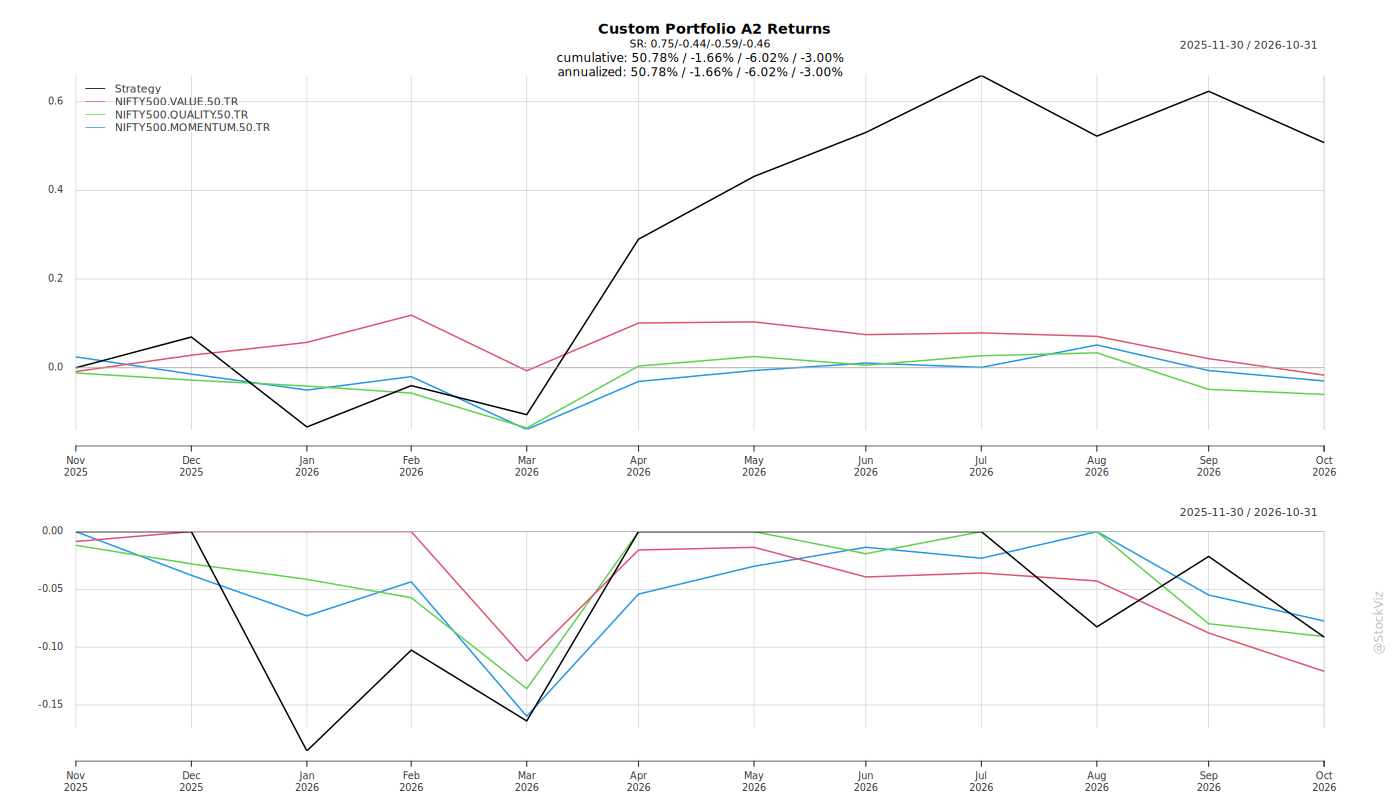 Custom Portfolio A2 Returns
SR: 0.75/-0.44/-0.59/-0.46
cumulative: 50.78% / -1.66% / -6.02% / -3.00%
annualized: 50.78% / -1.66% / -6.02% / -3.00%
2025-11-30 / 2026-10-31
Strategy
NIFTY500.VALUE.50.TR
NIFTY500.QUALITY.50.TR
NIFTY500.MOMENTUM.50.TR
0.6
0.4
0.2
0.0
Nov Dec Jan Feb Mar Apr May Jun Jul Aug Sep Oct
2025 2025 2026 2026 2026 2026 2026 2026 2026 2026 2026 2026
2025-11-30 / 2026-10-31
0.00
-0.05
-0.10
-0.15
Nov Dec Jan Feb Mar Apr May Jun Jul Aug Sep Oct
2025 2025 2026 2026 2026 2026 2026 2026 2026 2026 2026 2026
@StockViz